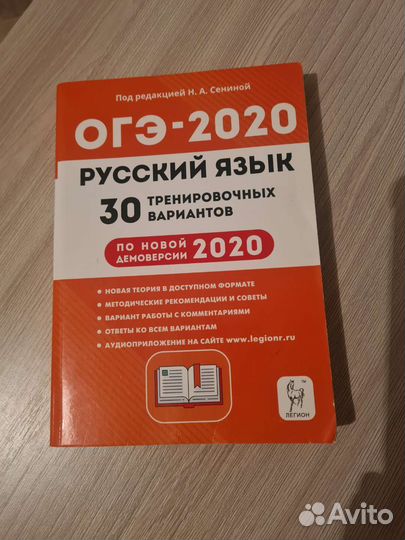 Под редакцией Н. А. Сениной
ОГЭ-2020
РУССКИЙ ЯЗЫК
30 ТРЕНИРОВОЧНЫХ
ВАРИАНТОВ
ПО НОВОЙ
ДЕМОВЕРСИИ 2020
• НОВАЯ ТЕОРИЯ В ДОСТУПНОМ ФОРМАТЕ
• МЕТОДИЧЕСКИЕ РЕКОМЕНДАЦИИ И СОВЕТЫ
• ВАРИАНТ РАБОТЫ С КОММЕНТАРИЯМИ
• ОТВЕТЫ КО ВСЕМ ВАРИАНТАМ
• АУДИОПРИЛОЖЕНИЕ НА САЙТЕ www.legionr.ru
ТМ
ЛЕГИОН
Avito